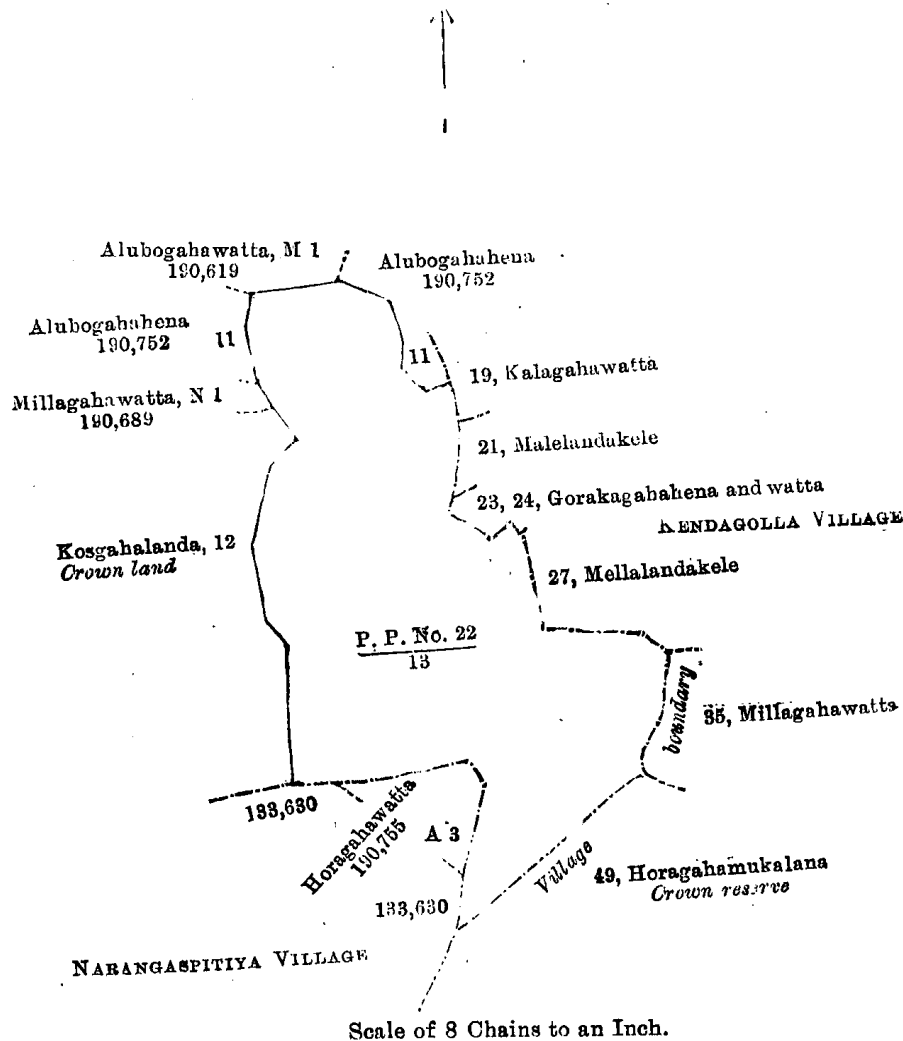 Alubogahawatta, M 1
190,619
Alubogahahena
190,752
Alubogahahena
190,752
11
11
19, Kalagahawatta
Millagahawatta, N 1
190,689
21, Malelandakele
23, 24, Gorakagahahena and watta
KENDAGOLLA VILLAGE
Kosgahalanda, 12
Crown land
27, Mellalandakele
P. P. No. 22
13
boundary
35, Millagahawatta
133,630
Horagahawatta
190,755
A 3
Village
49, Horagahamukalana
Crown reserve
133,630
NARANGASPITIYA VILLAGE
Scale of 8 Chains to an Inch.